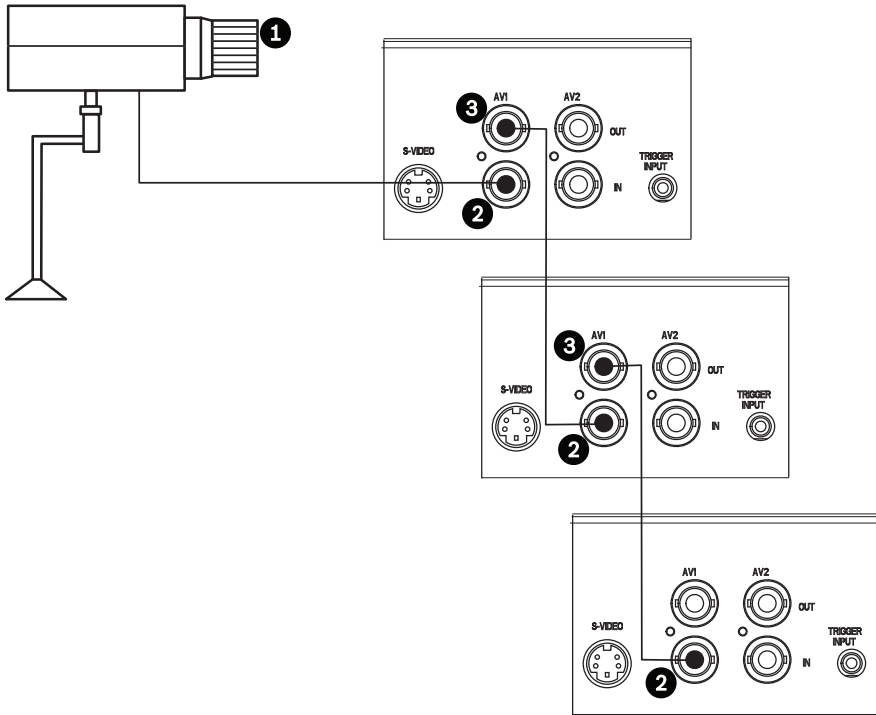 1
AV1 AV2
3
OUT
S-VIDEO
TRIGGER
INPUT
IN
2
AV1 AV2
3
OUT
S-VIDEO
TRIGGER
INPUT
IN
2
AV1 AV2
OUT
S-VIDEO
TRIGGER
INPUT
IN
2